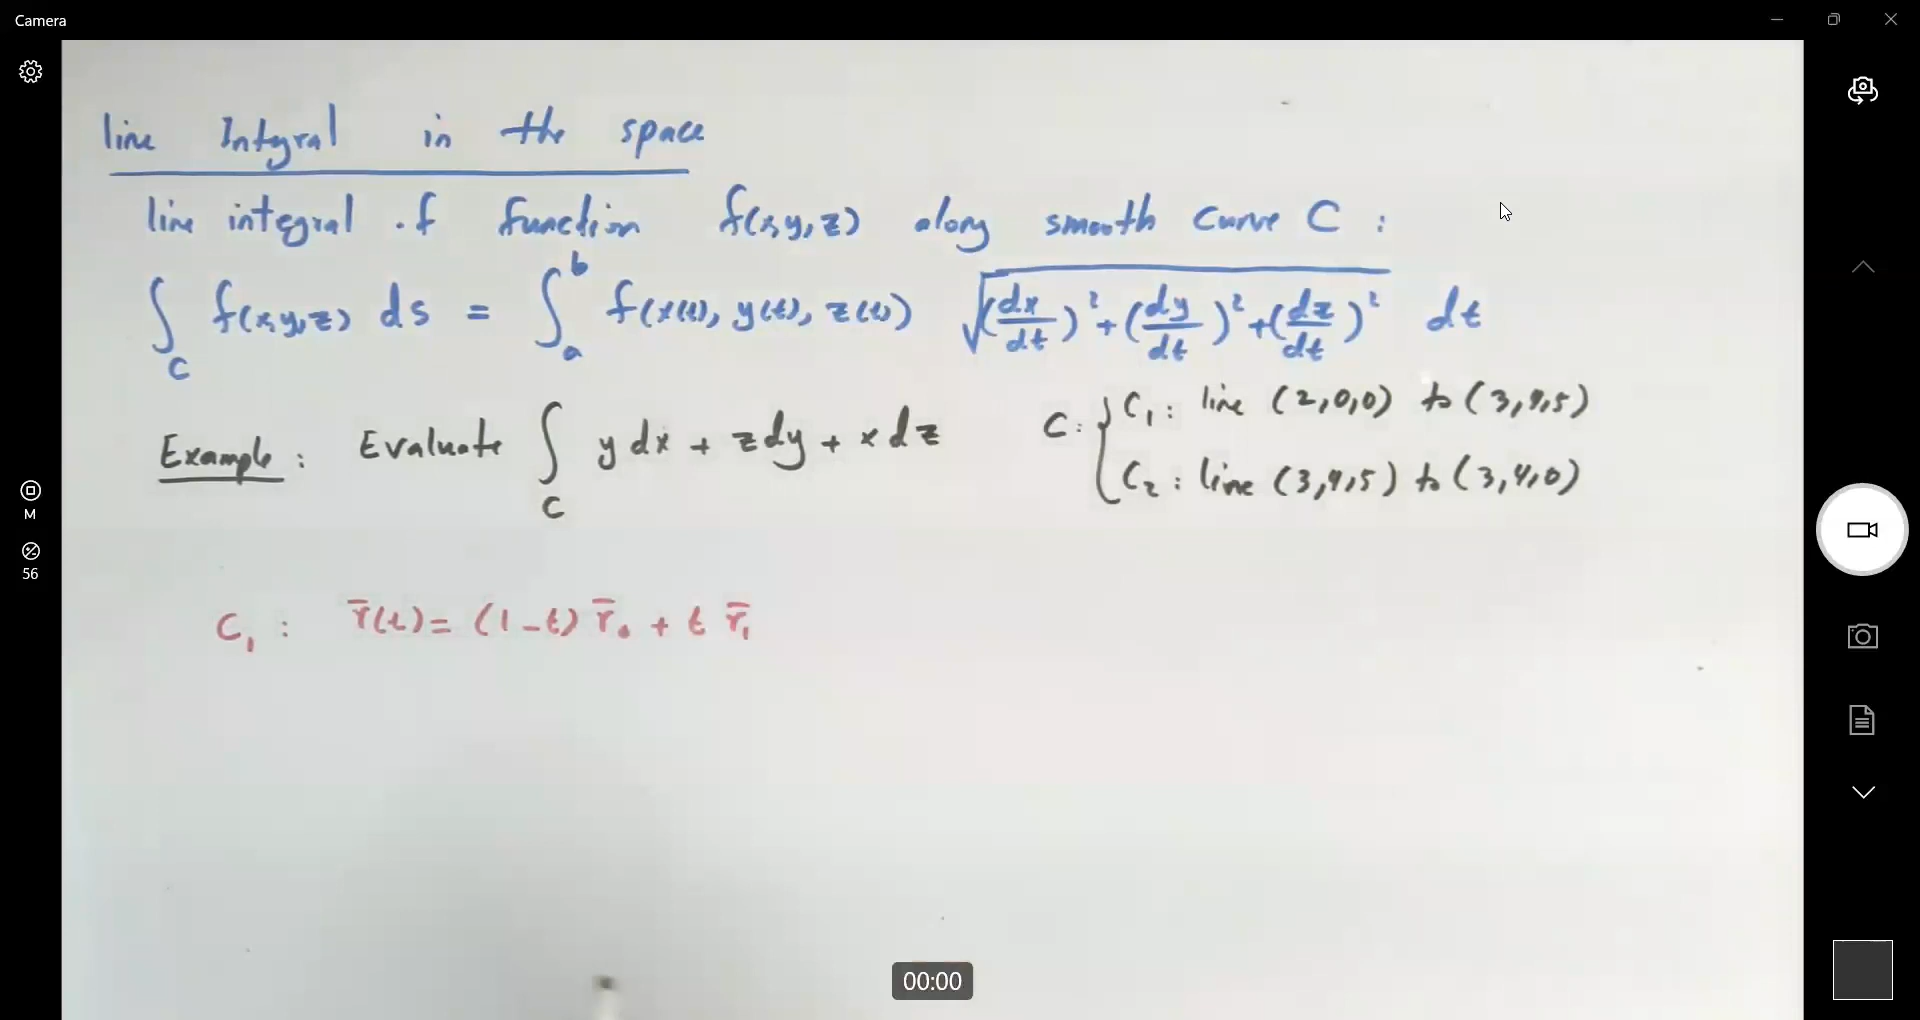 Camera
line Integral in the space
line integral of function f(x,y,z) along smooth curve C :
∫_C f(x,y,z) ds = ∫_a^b f(x(t), y(t), z(t)) √((dx/dt)² + (dy/dt)² + (dz/dt)²) dt
Example : Evaluate ∫_C y dx + z dy + x dz
C : { C₁ : line (2,0,0) to (3,4,5)
C₂ : line (3,4,5) to (3,4,0)
M
56
C₁ : r̄(t) = (1-t) r̄₀ + t r̄₁
00:00